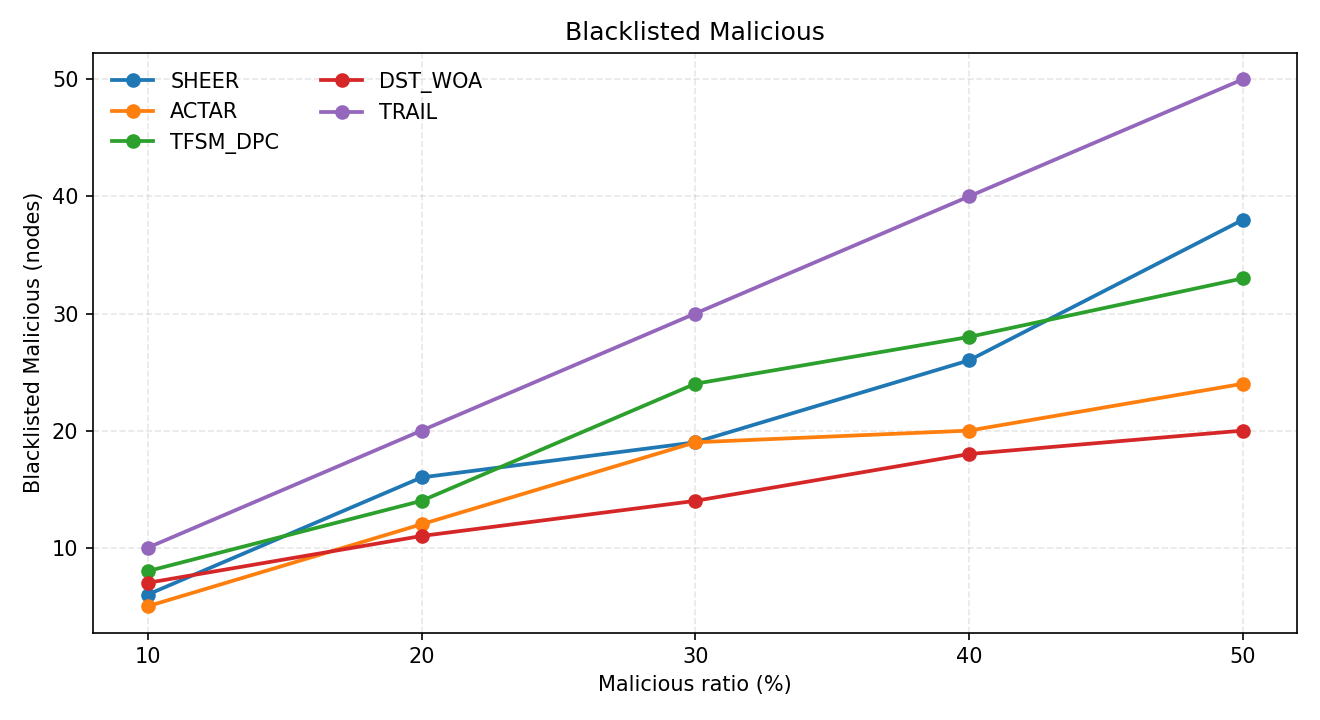 Blacklisted Malicious
SHEER
ACTAR
TFSM_DPC
DST_WOA
TRAIL
Blacklisted Malicious (nodes)
50
40
30
20
10
10 20 30 40 50
Malicious ratio (%)